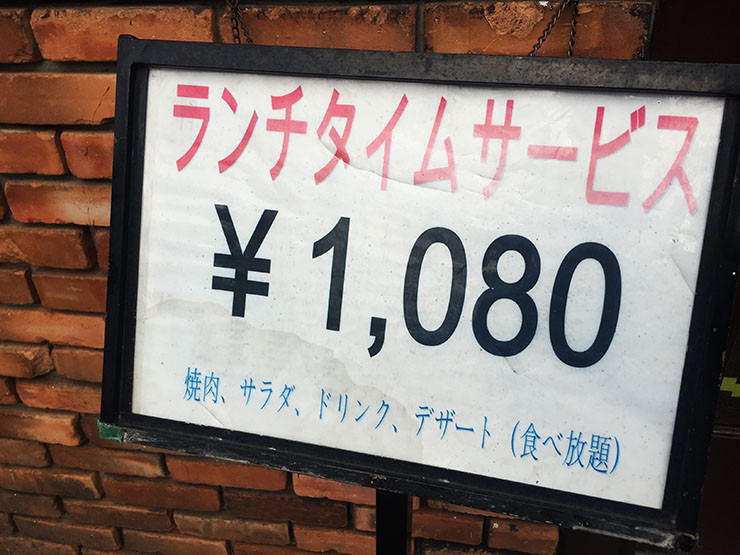 ランチタイムサービス
¥1,080
焼肉、サラダ、ドリンク、デザート（食べ放題）